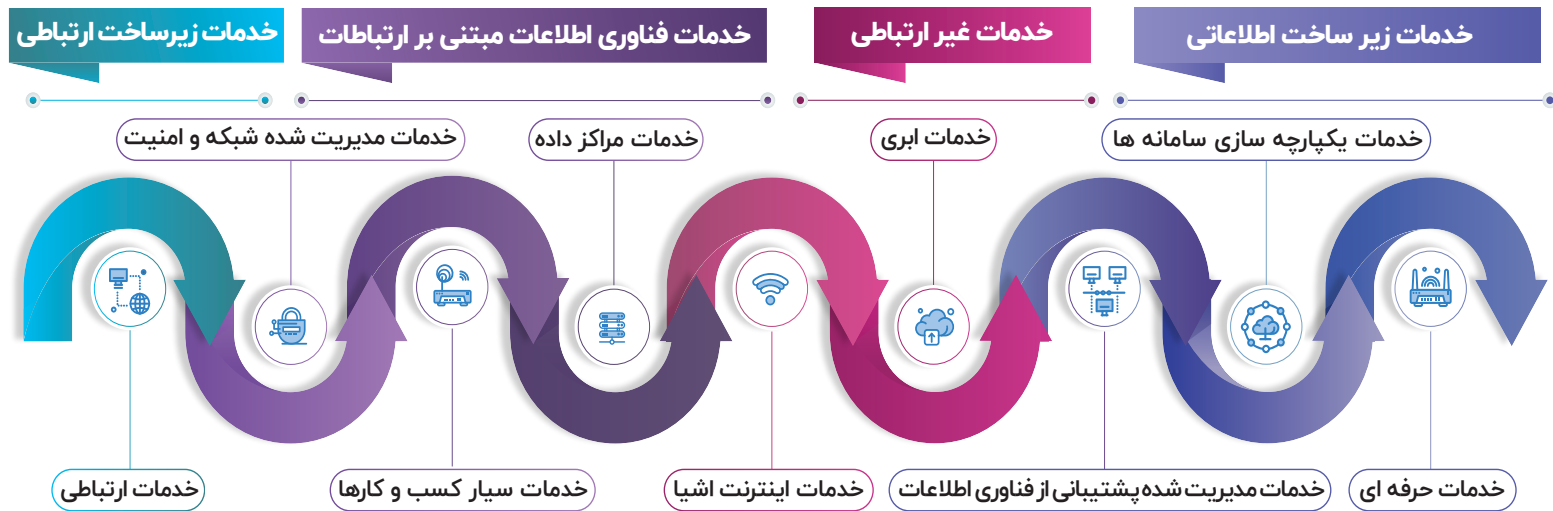 خدمات زیر ساخت اطلاعاتی
خدمات غیر ارتباطی
خدمات فناوری اطلاعات مبتنی بر ارتباطات
خدمات زیرساخت ارتباطی
خدمات یکپارچه سازی سامانه ها
خدمات ابری
خدمات مراکز داده
خدمات مدیریت شده شبکه و امنیت
خدمات حرفه ای
خدمات مدیریت شده پشتیبانی از فناوری اطلاعات
خدمات اینترنت اشیا
خدمات سیار کسب و کارها
خدمات ارتباطی